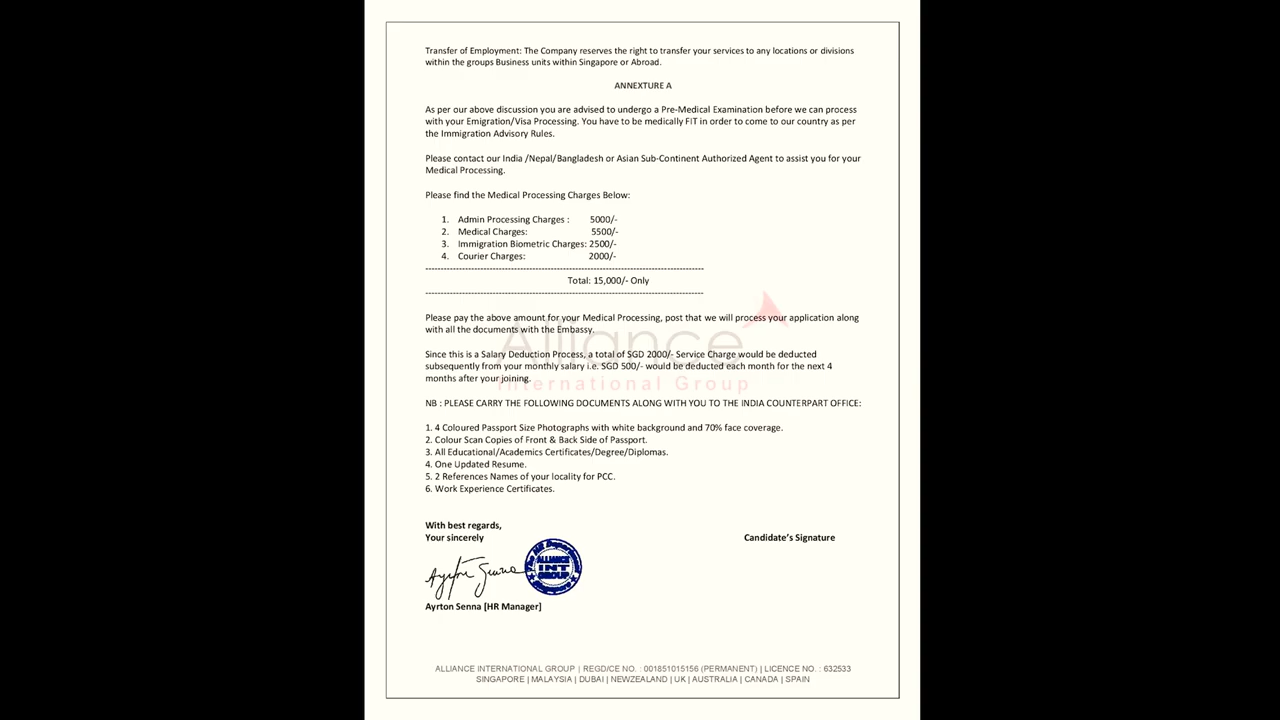 Transfer of Employment: The Company reserves the right to transfer your services to any locations or divisions
within the groups Business units within Singapore or Abroad.
ANNEXTURE A
As per our above discussion you are advised to undergo a Pre-Medical Examination before we can process
with your Emigration/Visa Processing. You have to be medically FIT in order to come to our country as per
the Immigration Advisory Rules.
Please contact our India /Nepal/Bangladesh or Asian Sub-Continent Authorized Agent to assist you for your
Medical Processing.
Please find the Medical Processing Charges Below:
1. Admin Processing Charges : 5000/-
2. Medical Charges: 5500/-
3. Immigration Biometric Charges: 2500/-
4. Courier Charges: 2000/-
Total: 15,000/- Only
Please pay the above amount for your Medical Processing, post that we will process your application along
with all the documents with the Embassy.
Alliance
Since this is a Salary Deduction Process, a total of SGD 2000/- Service Charge would be deducted
subsequently from your monthly salary i.e. SGD 500/- would be deducted each month for the next 4
months after your joining.
International Group
NB : PLEASE CARRY THE FOLLOWING DOCUMENTS ALONG WITH YOU TO THE INDIA COUNTERPART OFFICE:
1. 4 Coloured Passport Size Photographs with white background and 70% face coverage.
2. Colour Scan Copies of Front & Back Side of Passport.
3. All Educational/Academics Certificates/Degree/Diplomas.
4. One Updated Resume.
5. 2 References Names of your locality for PCC.
6. Work Experience Certificates.
With best regards,
Your sincerely
Candidate's Signature
Ayrton Senna
ALLIANCE
INT
GROUP
Singapore
Ayrton Senna [HR Manager]
ALLIANCE INTERNATIONAL GROUP | REGD/CE NO. : 001851015156 (PERMANENT) | LICENCE NO. : 632533
SINGAPORE | MALAYSIA | DUBAI | NEWZEALAND | UK | AUSTRALIA | CANADA | SPAIN